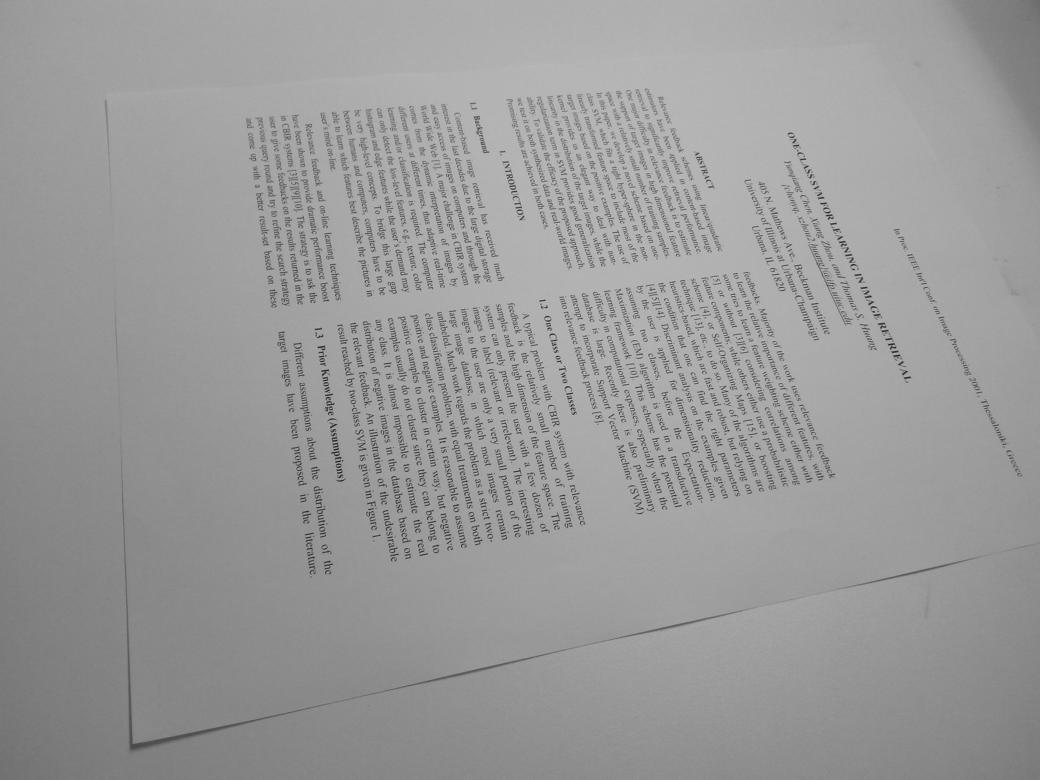 In Proc. IEEE Int'l Conf. on Image Processing 2001, Thessaloniki, Greece
ONE-CLASS SVM FOR LEARNING IN IMAGE RETRIEVAL
Yunqiang Chen, Xiang Zhou, and Thomas S. Huang
405 N. Mathews Ave., Beckman Institute
University of Illinois at Urbana-Champaign
Urbana, IL 61820
ABSTRACT
Relevance feedback schemes using linear/quadratic
estimators have been applied in content-based image
retrieval to significantly improve retrieval performance.
One major difficulty in relevance feedback is to estimate
the support of target images in high dimensional feature
space with a relatively small number of training samples.
In this paper, we develop a novel scheme based on one-
class SVM, which fits a tight hyper-sphere in the non-
linearly transformed feature space to include most of the
target images based on the positive examples. The use of
kernel provides us an elegant way to deal with non-
linearity in the distribution of the target images, while the
regularization term in SVM provides good generalization
ability. To validate the efficacy of the proposed approach,
we test it on both synthesized data and real-world images.
Promising results are achieved in both cases.
1. INTRODUCTION
1.1 Background
Content-based image retrieval has received much
interest in the last decades due to the large digital storage
and easy access of images on computers and through the
World Wide Web [1]. A major challenge in CBIR system
comes from the dynamic interpretation of images by
different users at different times, thus adaptive real-time
learning and/or classification is required. The computer
can only detect the low-level features, e.g., texture, color
histogram and edge features while the user's demand may
be very high-level concepts. To bridge this large gap
between humans and computers, computers have to be
able to learn which features best describe the pictures in
user's mind on-line.
Relevance feedback and on-line learning techniques
have been shown to provide dramatic performance boost
in CBIR systems [3][5][9][10]. The strategy is to ask the
user to give some feedbacks on the results returned in the
previous query round and try to refine the search strategy
and come up with a better result-set based on these
feedbacks. Majority of the work uses relevance feedback
to learn the relative importance of different features, with
some tries to learn a feature weighting scheme either with
[5] or without [3][6] considering correlations among
feature components, while others either use a probabilistic
scheme [4], or Self-Organizing Maps [15], or boosting
technique [13], etc., to do so. Many of the algorithms are
heuristics-based, which are fast and robust, but relying on
the condition that one can find the right parameters
[4][5][14]. Discriminant analysis on the examples given
by the user is applied for dimensionality reduction,
assuming two classes, before the Expectation-
Maximization (EM) algorithm is used in a transductive
learning framework [10]. This scheme has the potential
difficulty in computational expenses, especially when the
database is large. Recently there is also preliminary
attempt to incorporate Support Vector Machine (SVM)
into relevance feedback process [8].
1.2 One Class or Two Classes
A typical problem with CBIR system with relevance
feedback is the relatively small number of training
samples and the high dimension of the feature space. The
system can only present the user with a few dozen of
images to label (relevant or irrelevant). The interesting
images to the user are only a very small portion of the
large image database, in which most images remain
unlabeled. Much work regards the problem as a strict two-
class classification problem, with equal treatments on both
positive and negative examples. It is reasonable to assume
positive examples to cluster in certain way, but negative
examples usually do not cluster since they can belong to
any class. It is almost impossible to estimate the real
distribution of negative images in the database based on
the relevant feedback. An illustration of the undesirable
result reached by two-class SVM is given in Figure 1.
1.3 Prior Knowledge (Assumptions)
Different assumptions about the distribution of the
target images have been proposed in the literature.